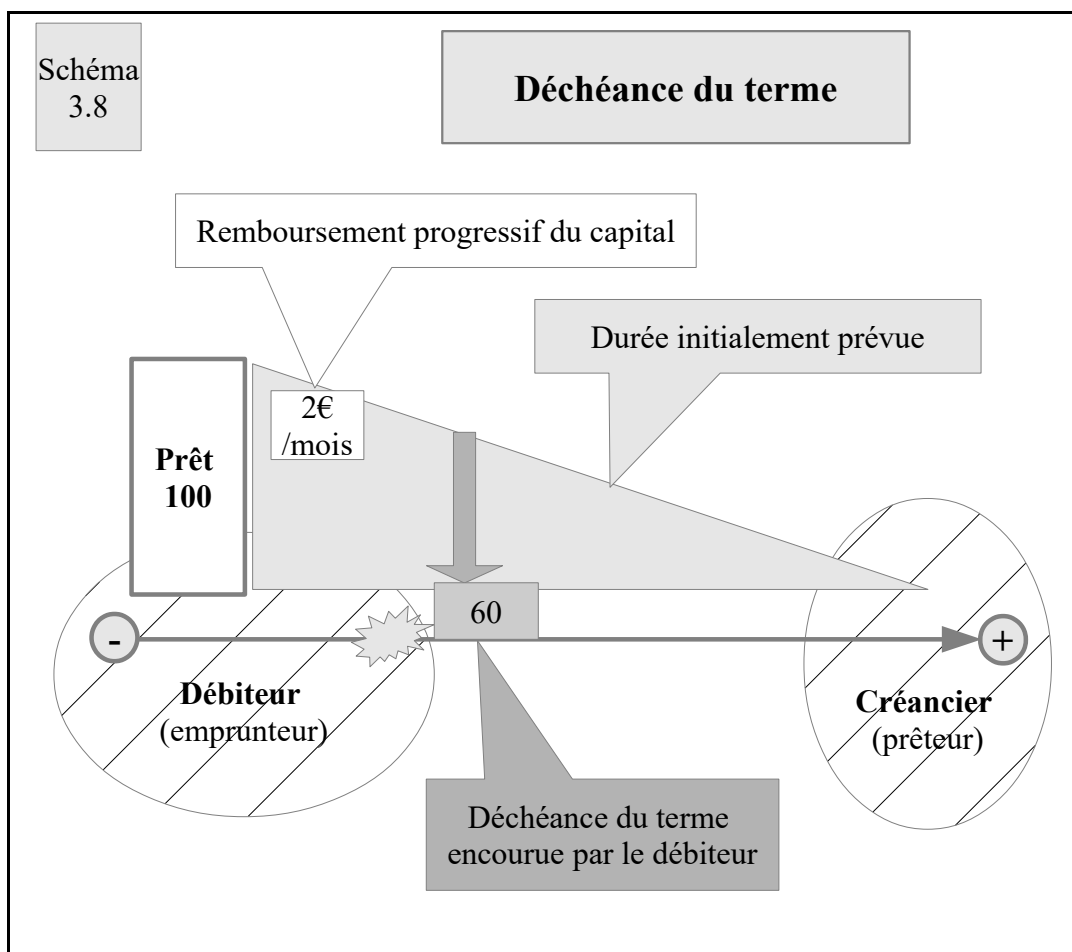 Schéma
3.8
Déchéance du terme
Remboursement progressif du capital
Durée initialement prévue
2€
/mois
Prêt
100
60
-
+
Débiteur
(emprunteur)
Créancier
(prêteur)
Déchéance du terme
encourue par le débiteur